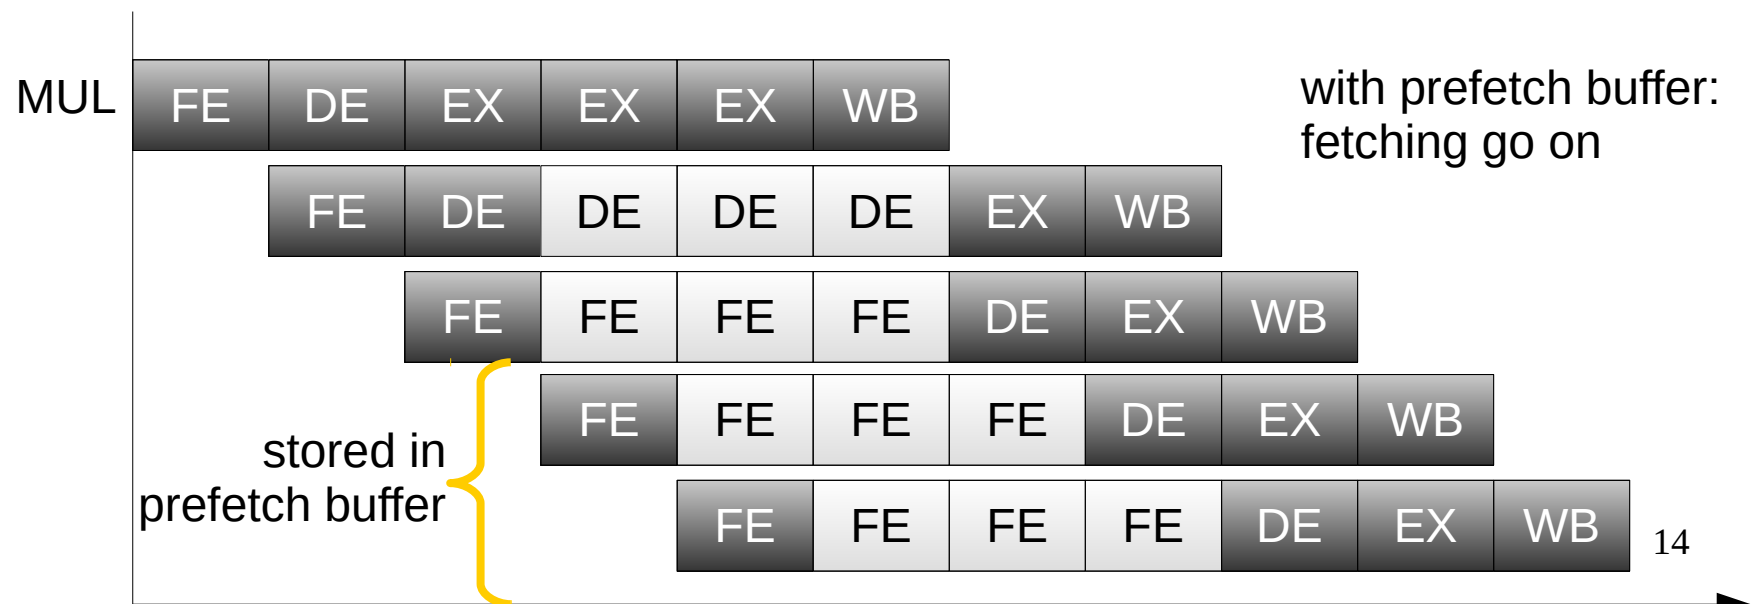 MUL FE DE EX EX EX WB
with prefetch buffer:
fetching go on
FE DE DE DE DE EX WB
FE FE FE FE DE EX WB
FE FE FE FE DE EX WB
stored in
prefetch buffer
FE FE FE FE DE EX WB
14